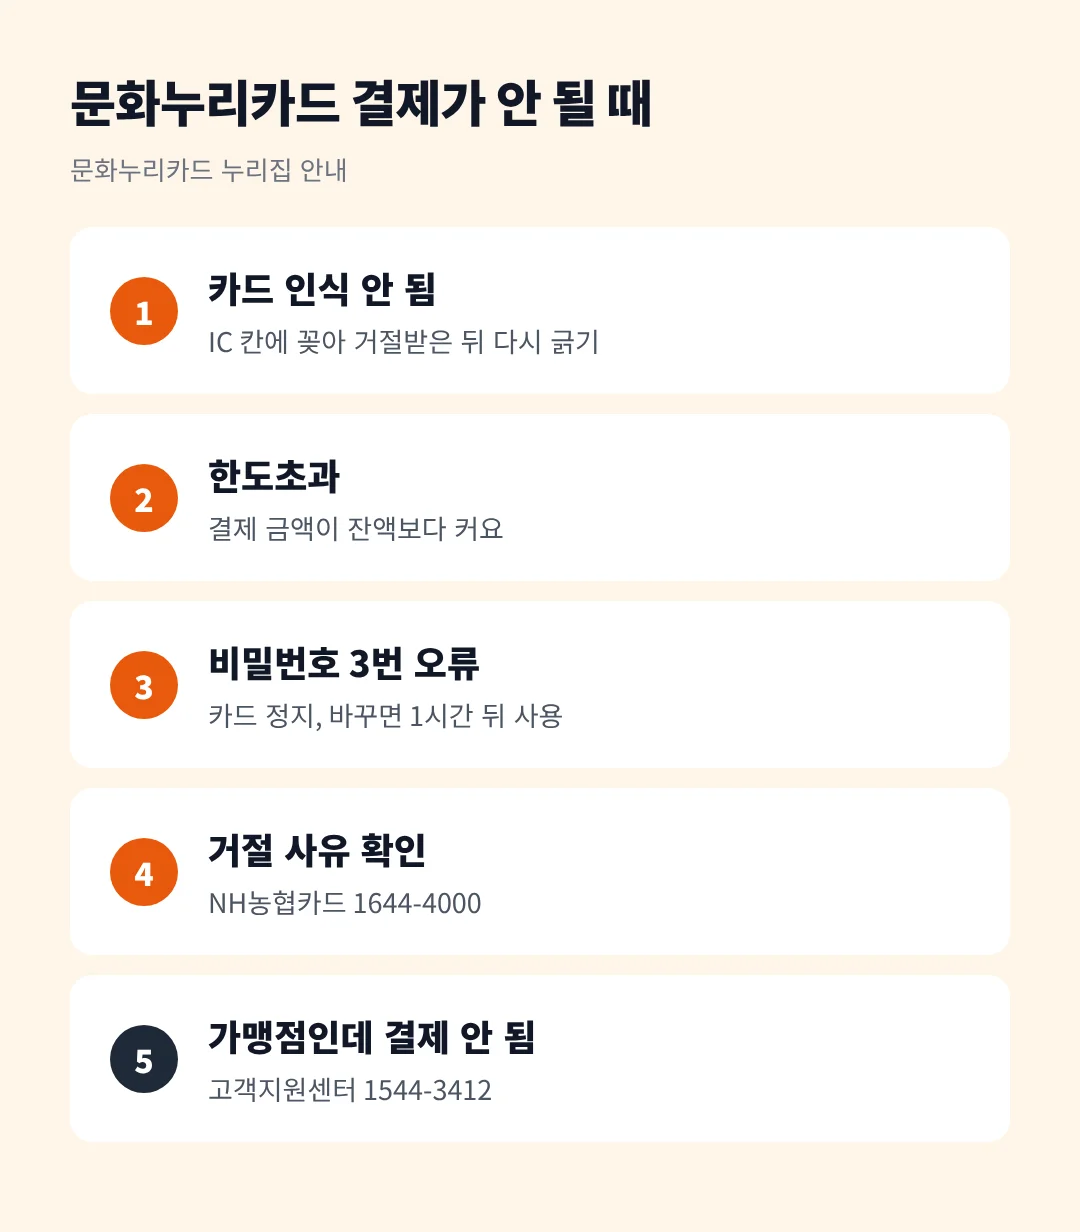 문화누리카드 결제가 안 될 때
문화누리카드 누리집 안내
1
카드 인식 안 됨
IC 칸에 꽂아 거절받은 뒤 다시 긁기
2
한도초과
결제 금액이 잔액보다 커요
3
비밀번호 3번 오류
카드 정지, 바꾸면 1시간 뒤 사용
4
거절 사유 확인
NH농협카드 1644-4000
5
가맹점인데 결제 안 됨
고객지원센터 1544-3412